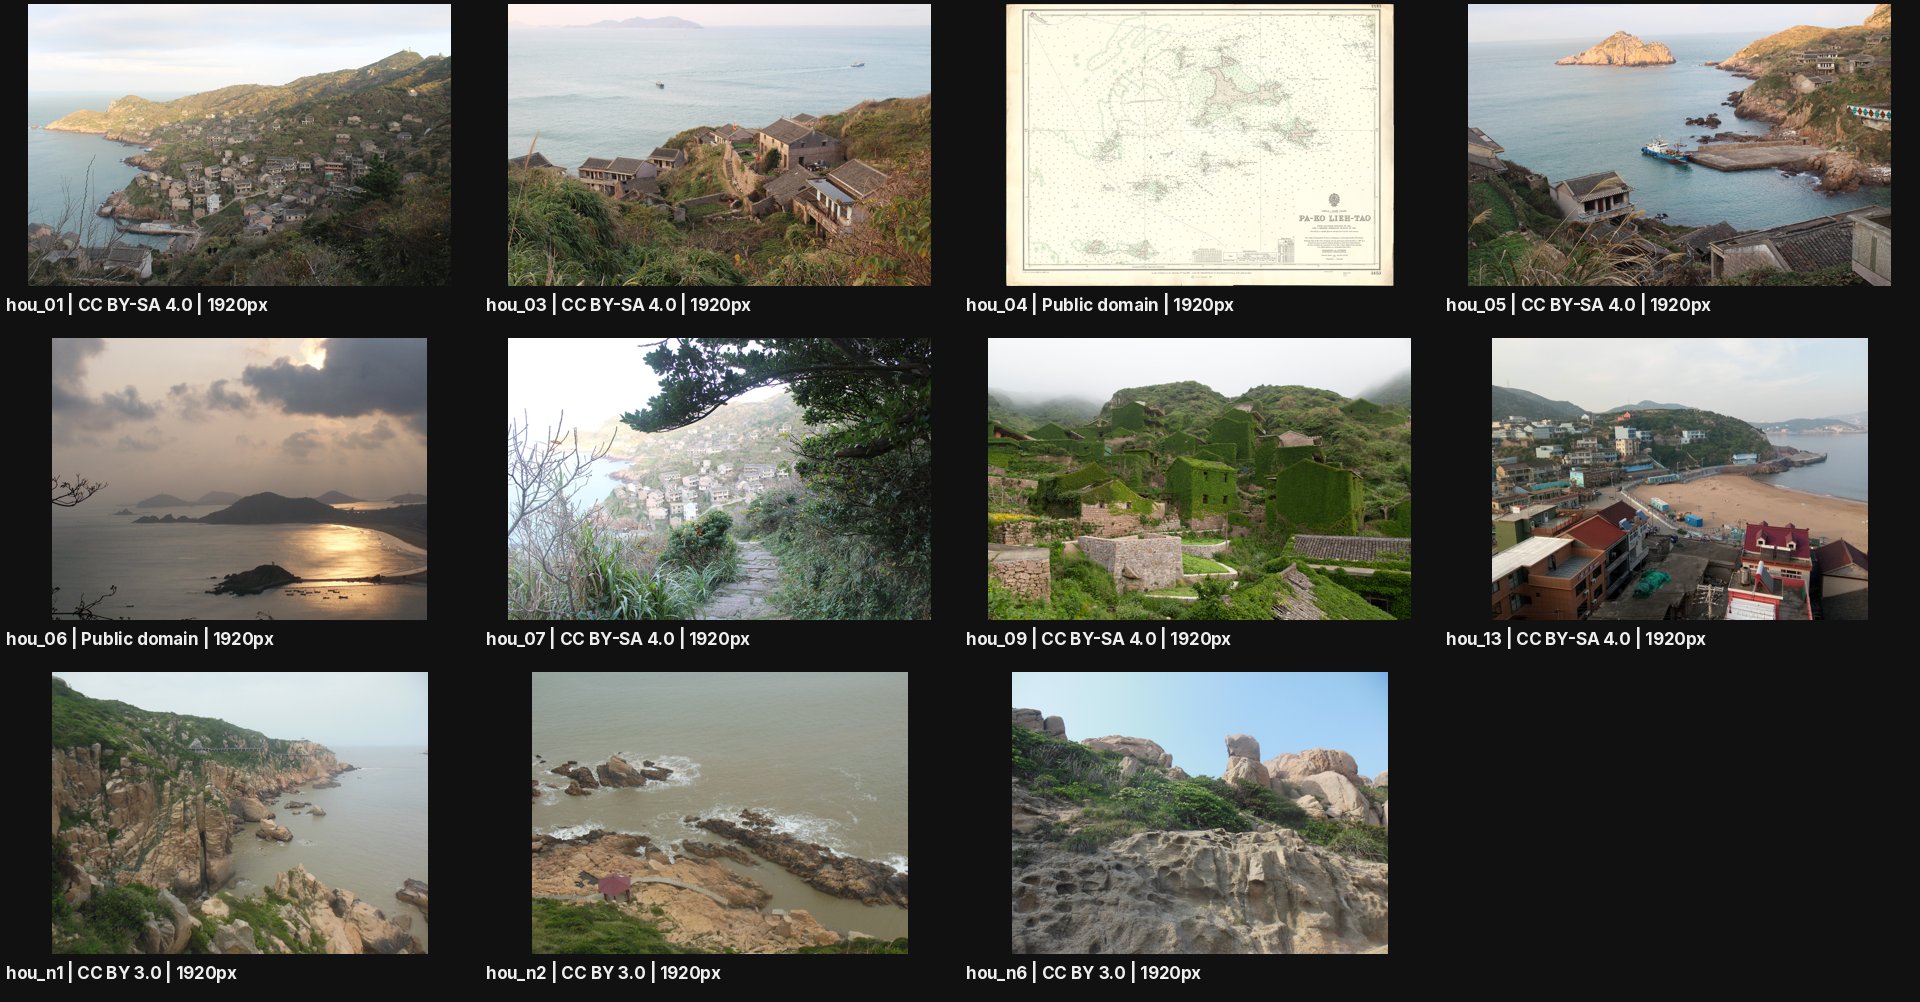 PA-KO LIEH-TAO
hou_01 | CC BY-SA 4.0 | 1920px
hou_03 | CC BY-SA 4.0 | 1920px
hou_04 | Public domain | 1920px
hou_05 | CC BY-SA 4.0 | 1920px
hou_06 | Public domain | 1920px
hou_07 | CC BY-SA 4.0 | 1920px
hou_09 | CC BY-SA 4.0 | 1920px
hou_13 | CC BY-SA 4.0 | 1920px
hou_n1 | CC BY 3.0 | 1920px
hou_n2 | CC BY 3.0 | 1920px
hou_n6 | CC BY 3.0 | 1920px